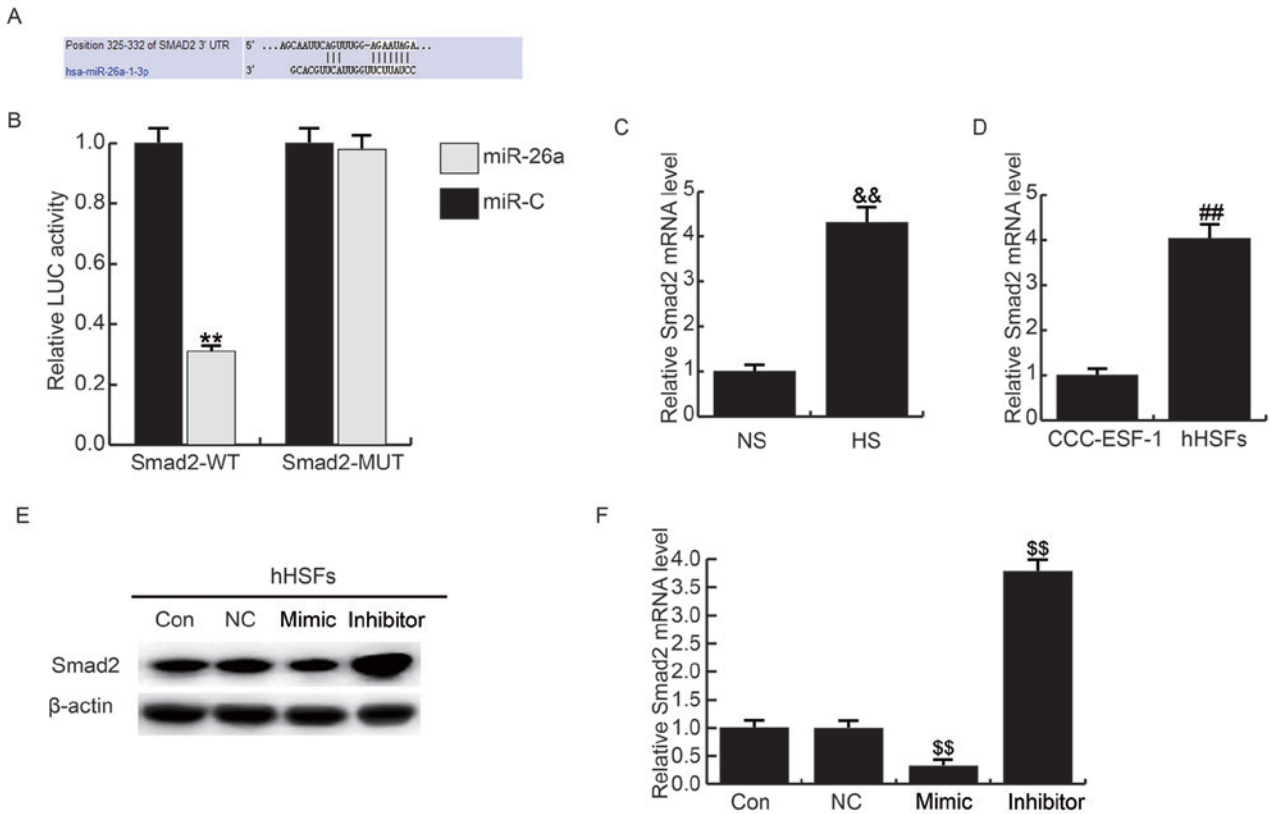 A
Position 325-332 of SMAD2 3' UTR 5' ...AGCAAUUCAGUUUGG-AGAAUAGA...
hsa-miR-26a-1-3p 3' GCACGUUCAUUGGUUCUUAUCC
B
Relative LUC activity
1.0
0.8
0.6
0.4
0.2
0.0
**
Smad2-WT Smad2-MUT
miR-26a
miR-C
C
Relative Smad2 mRNA level
5
4
3
2
1
0
&&
NS HS
D
Relative Smad2 mRNA level
5
4
3
2
1
0
##
CCC-ESF-1 hHSFs
E
hHSFs
Con NC Mimic Inhibitor
Smad2
β-actin
F
Relative Smad2 mRNA level
4.0
3.5
3.0
2.5
2.0
1.5
1.0
0.5
0.0
$$
$$
Con NC Mimic Inhibitor